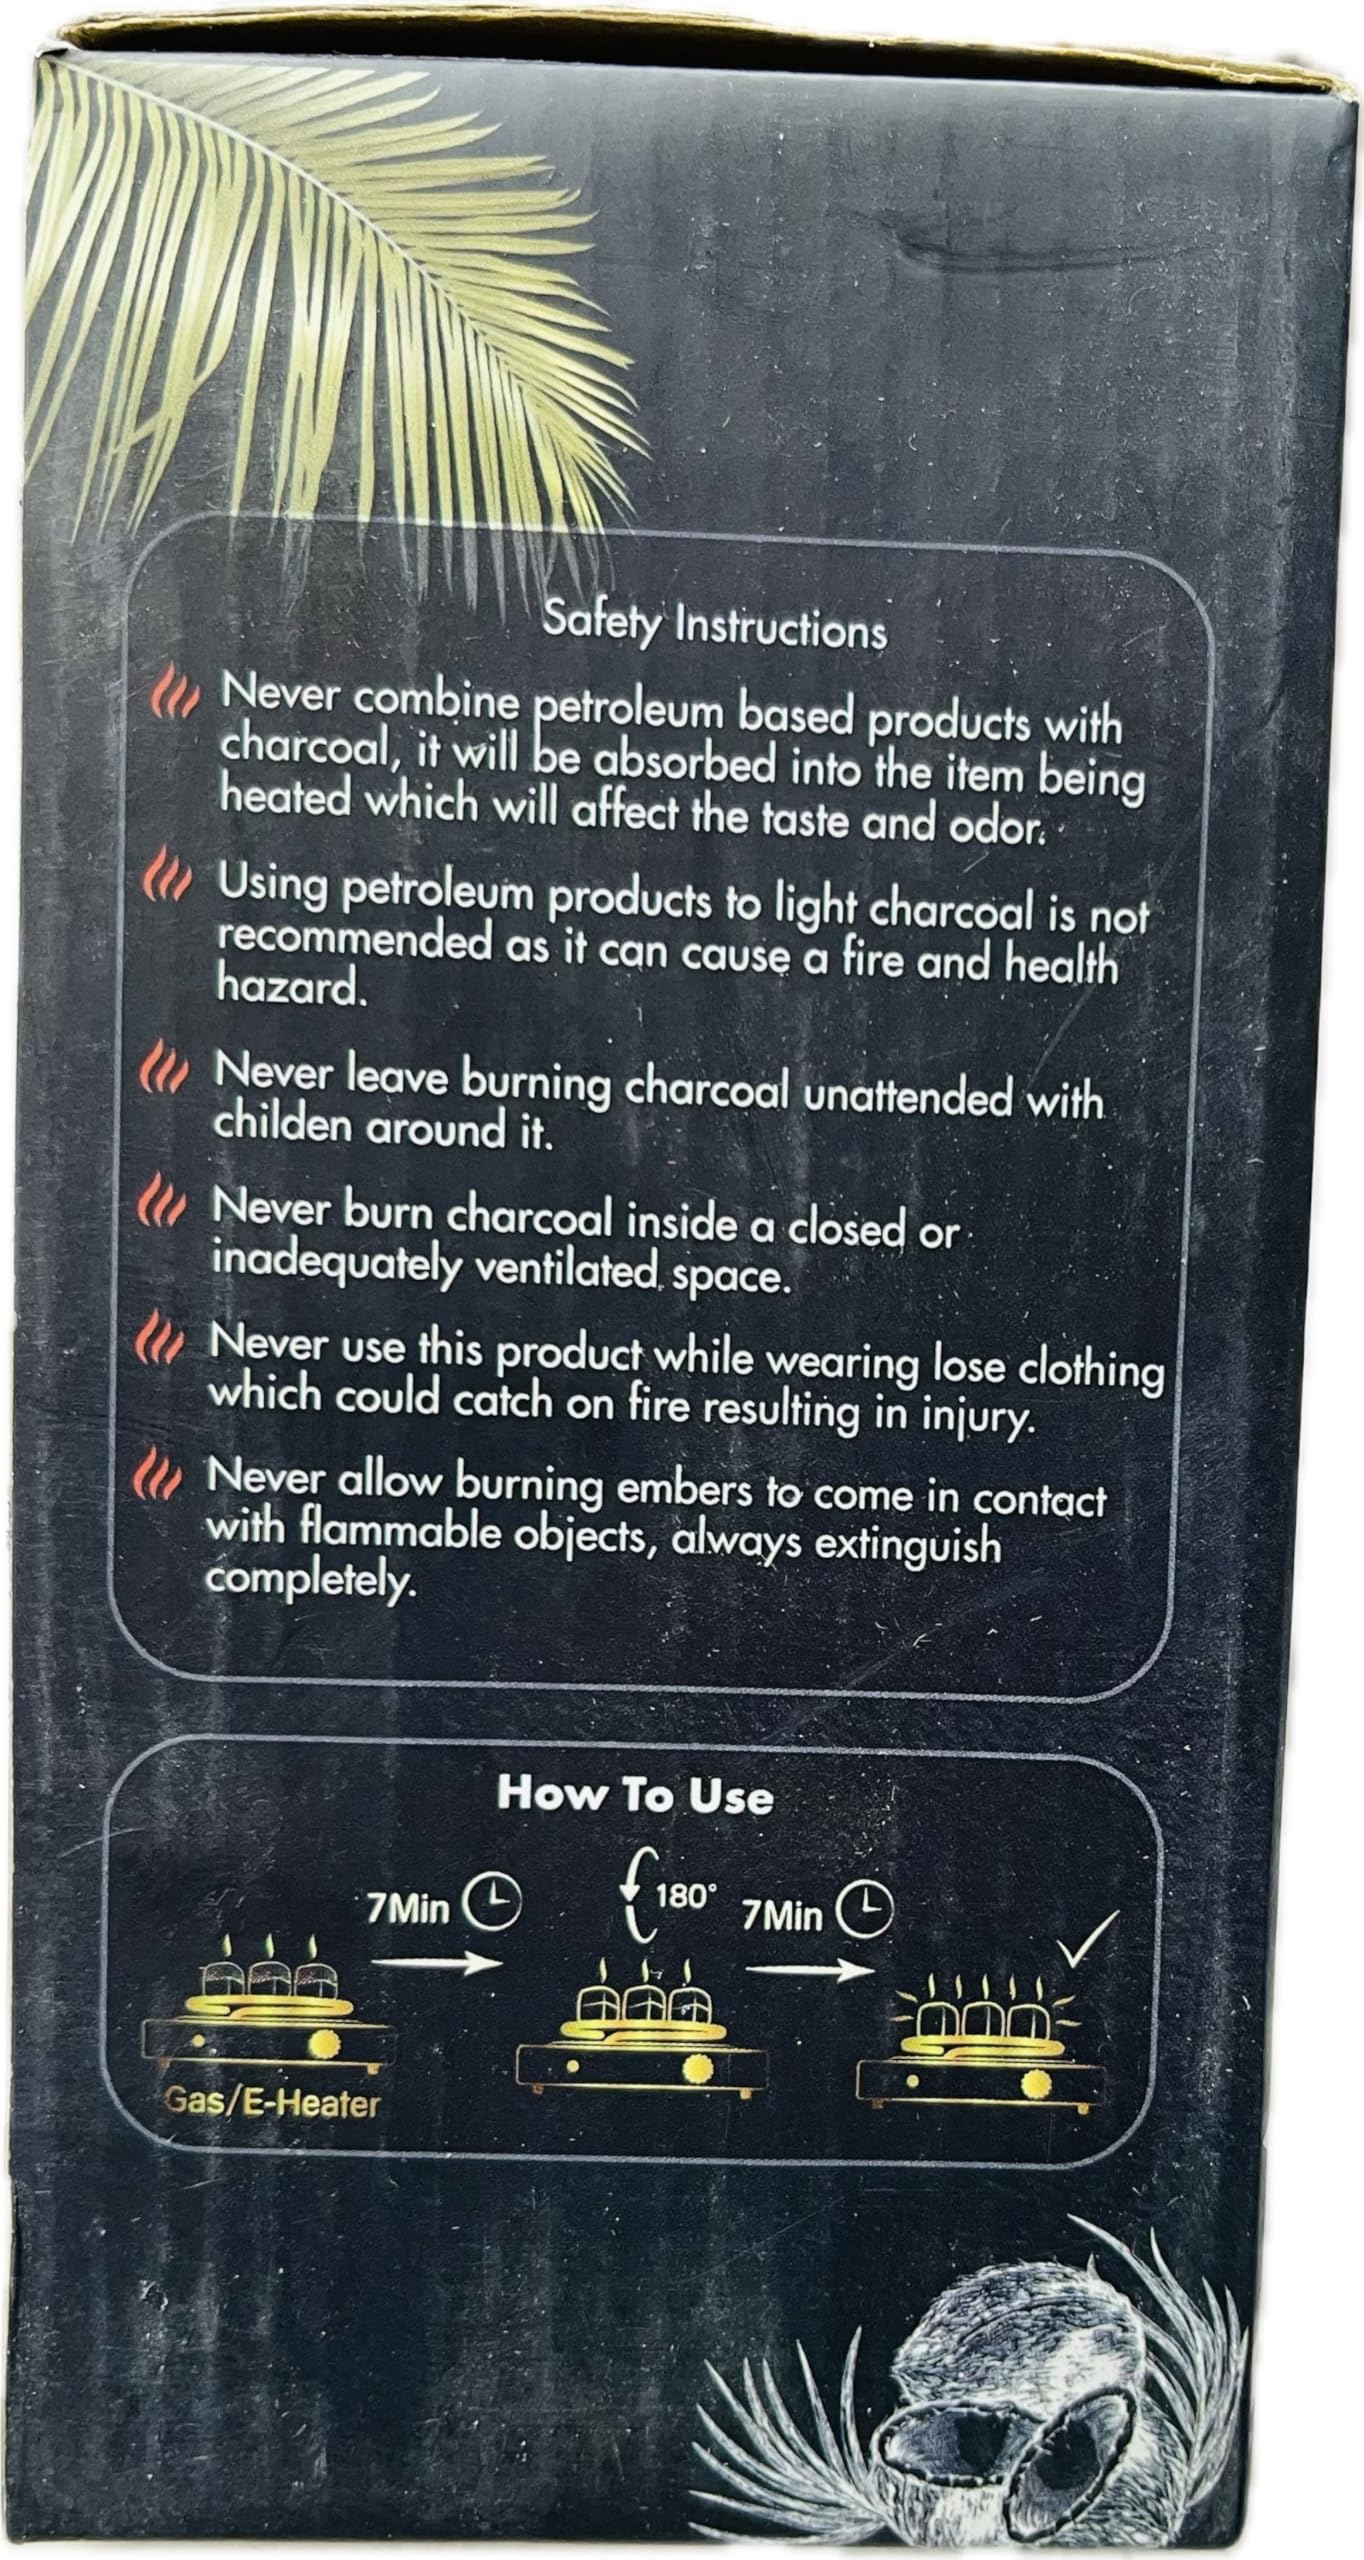 Safety Instructions
Never combine petroleum based products with
charcoal, it will be absorbed into the item being
heated which will affect the taste and odor.
Using petroleum products to light charcoal is not
recommended as it can cause a fire and health
hazard.
Never leave burning charcoal unattended with
childen around it.
Never burn charcoal inside a closed or
inadequately ventilated space.
Never use this product while wearing lose clothing
which could catch on fire resulting in injury.
Never allow burning embers to come in contact
with flammable objects, always extinguish
completely.
How To Use
7Min
180°
7Min
Gas/E-Heater